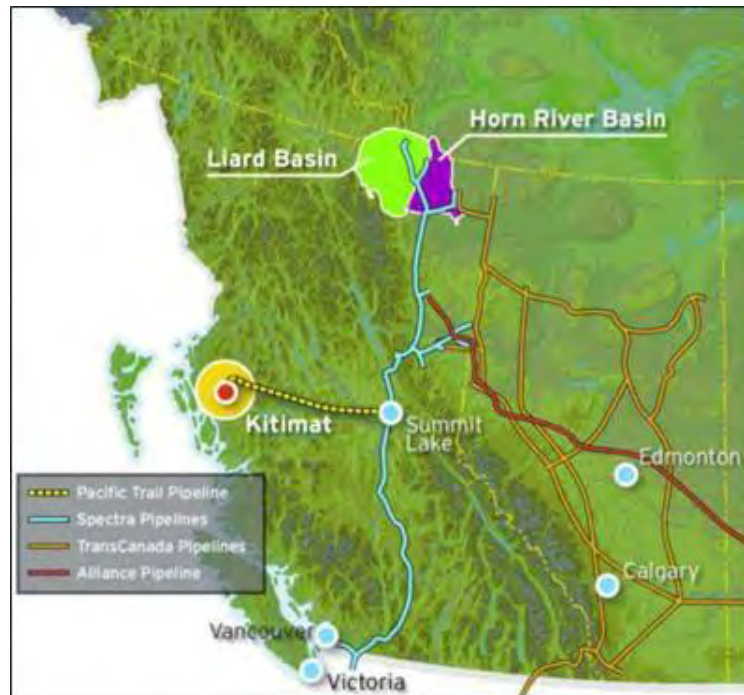 Horn River Basin
Liard Basin
Kitimat
Summit
Lake
Edmonton
Pacific Trail Pipeline
Spectra Pipelines
TransCanada Pipelines
Alliance Pipeline
Calgary
Vancouver
Victoria